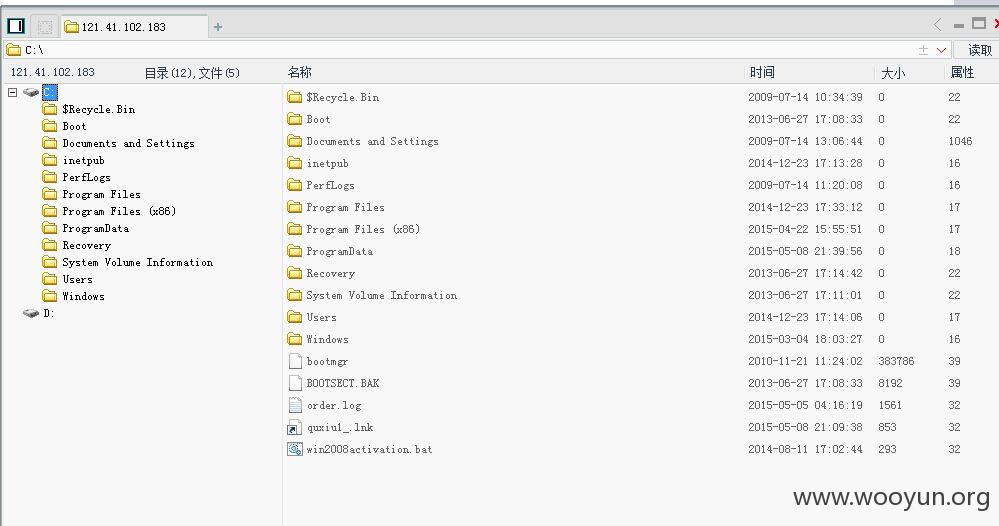 121.41.102.183
C:\
读取
121.41.102.183 目录(12),文件(5) 名称 时间 大小 属性
C:
$Recycle.Bin
Boot
Documents and Settings
inetpub
PerfLogs
Program Files
Program Files (x86)
ProgramData
Recovery
System Volume Information
Users
Windows
D:
$Recycle.Bin 2009-07-14 10:34:39 0 22
Boot 2013-06-27 17:08:33 0 22
Documents and Settings 2009-07-14 13:06:44 0 1046
inetpub 2014-12-23 17:13:28 0 16
PerfLogs 2009-07-14 11:20:08 0 16
Program Files 2014-12-23 17:33:12 0 17
Program Files (x86) 2015-04-22 15:55:51 0 17
ProgramData 2015-05-08 21:39:56 0 18
Recovery 2013-06-27 17:14:42 0 22
System Volume Information 2013-06-27 17:11:01 0 22
Users 2014-12-23 17:14:06 0 17
Windows 2015-03-04 18:03:27 0 16
bootmgr 2010-11-21 11:24:02 383786 39
BOOTSECT.BAK 2013-06-27 17:08:33 8192 39
order.log 2015-05-05 04:16:19 1561 32
quxiu1_.lnk 2015-05-08 21:09:38 853 32
win2008activation.bat 2014-08-11 17:02:44 293 32
www.wooyun.org